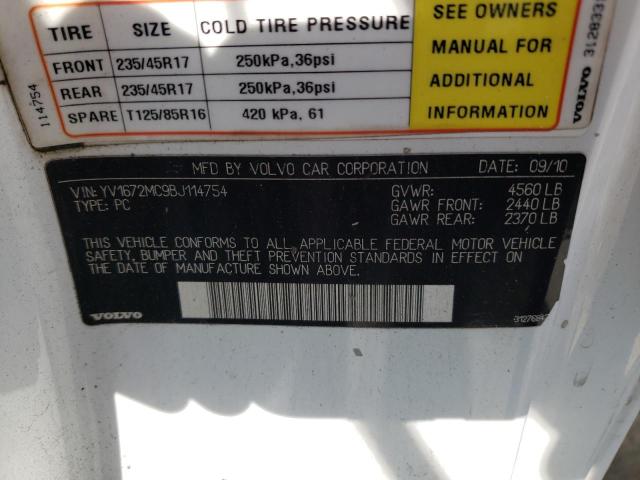 TIRE SIZE COLD TIRE PRESSURE
FRONT 235/45R17 250kPa,36psi
REAR 235/45R17 250kPa,36psi
SPARE T125/85R16 420 kPa, 61
SEE OWNERS
MANUAL FOR
ADDITIONAL
INFORMATION
VOLVO
114754
MFD BY VOLVO CAR CORPORATION DATE: 09/10
VIN: YV1672MC9BJ114754 GVWR: 4560 LB
TYPE: PC GAWR FRONT: 2440 LB
GAWR REAR: 2370 LB
THIS VEHICLE CONFORMS TO ALL APPLICABLE FEDERAL MOTOR VEHICLE
SAFETY, BUMPER AND THEFT PREVENTION STANDARDS IN EFFECT ON
THE DATE OF MANUFACTURE SHOWN ABOVE.
VOLVO